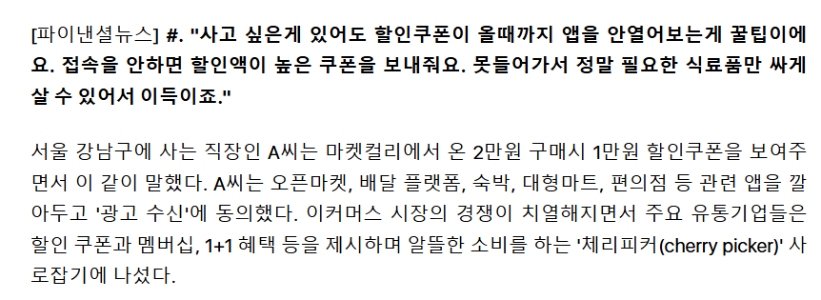 [파이낸셜뉴스] #. "사고 싶은게 있어도 할인쿠폰이 올때까지 앱을 안열어보는게 꿀팁이에
요. 접속을 안하면 할인액이 높은 쿠폰을 보내줘요. 못들어가서 정말 필요한 식료품만 싸게
살 수 있어서 이득이죠."
서울 강남구에 사는 직장인 A씨는 마켓컬리에서 온 2만원 구매시 1만원 할인쿠폰을 보여주
면서 이 같이 말했다. A씨는 오픈마켓, 배달 플랫폼, 숙박, 대형마트, 편의점 등 관련 앱을 깔
아두고 '광고 수신'에 동의했다. 이커머스 시장의 경쟁이 치열해지면서 주요 유통기업들은
할인 쿠폰과 멤버십, 1+1 혜택 등을 제시하며 알뜰한 소비를 하는 '체리피커(cherry picker)' 사
로잡기에 나섰다.